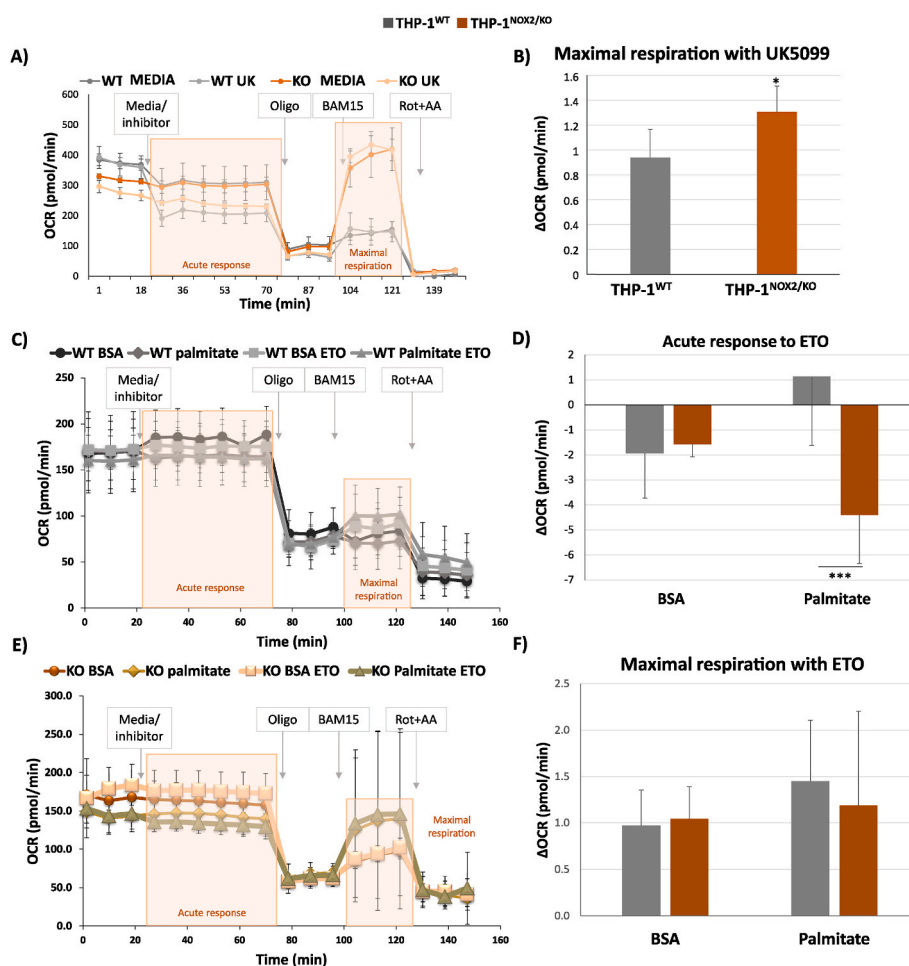 THP-1WT THP-1NOX2/KO
A)
WT MEDIA WT UK KO MEDIA KO UK
600
500
400
300
200
100
0
OCR (pmol/min)
Media/
inhibitor
Oligo
BAM15
Rot+AA
Acute response
Maximal
respiration
1 18 36 53 70 87 104 121 139
Time (min)
B)
Maximal respiration with UK5099
1.6
1.4
1.2
1
0.8
0.6
0.4
0.2
0
ΔOCR (pmol/min)
*
THP-1WT THP-1NOX2/KO
C)
WT BSA WT palmitate WT BSA ETO WT Palmitate ETO
250
200
150
100
50
0
OCR (pmol/min)
Media/
inhibitor
Oligo
BAM15
Rot+AA
Acute response
Maximal
respiration
0 20 40 60 80 100 120 140 160
Time (min)
D)
Acute response to ETO
2
1
0
-1
-2
-3
-4
-5
-6
-7
ΔOCR (pmol/min)
***
BSA Palmitate
E)
KO BSA KO palmitate KO BSA ETO KO Palmitate ETO
300.0
250.0
200.0
150.0
100.0
50.0
0.0
OCR (pmol/min)
Media/
inhibitor
Oligo
BAM15
Rot+AA
Acute response
Maximal
respiration
0 20 40 60 80 100 120 140 160
Time (min)
F)
Maximal respiration with ETO
2.5
2.0
1.5
1.0
0.5
0.0
ΔOCR (pmol/min)
BSA Palmitate